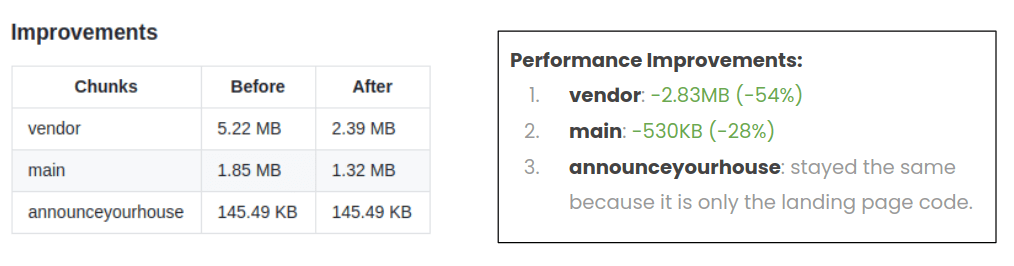 Improvements
Chunks Before After
vendor 5.22 MB 2.39 MB
main 1.85 MB 1.32 MB
announceyourhouse 145.49 KB 145.49 KB
Performance Improvements:
1. vendor: -2.83MB (-54%)
2. main: -530KB (-28%)
3. announceyourhouse: stayed the same
because it is only the landing page code.